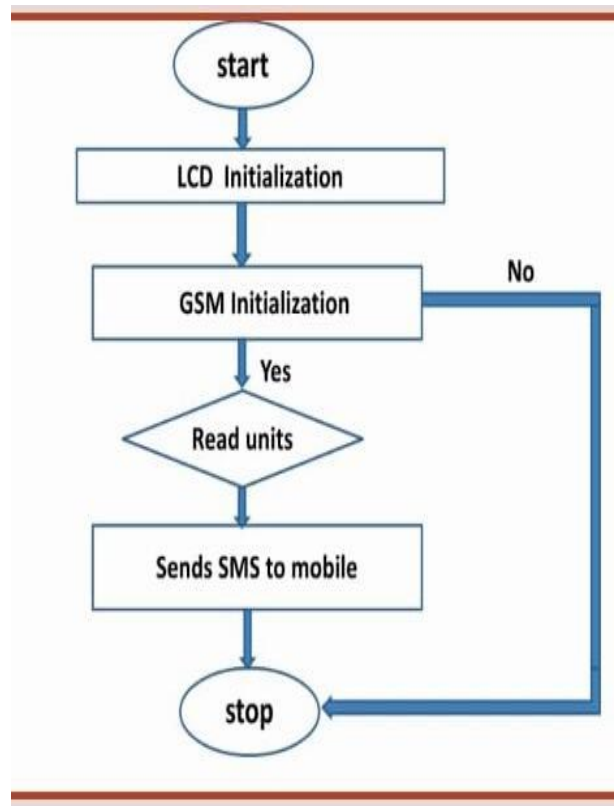 start
LCD Initialization
GSM Initialization
No
Yes
Read units
Sends SMS to mobile
stop